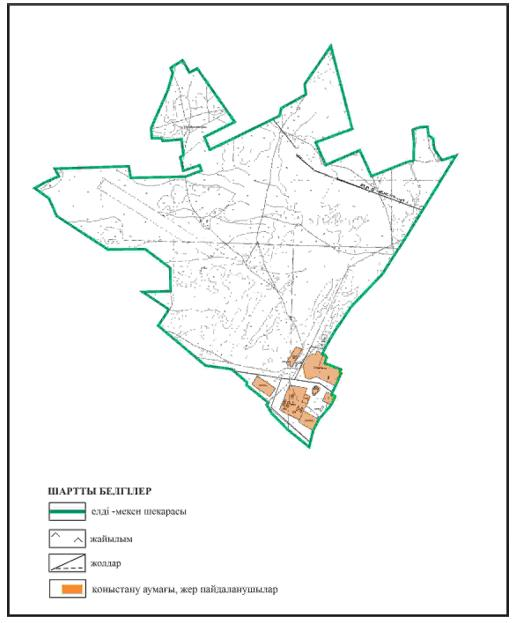 ШАРТТЫ БЕЛГІЛЕР
елді -мекен шекарасы
жайылым
жолдар
қоныстану аумағы, жер пайдаланушылар